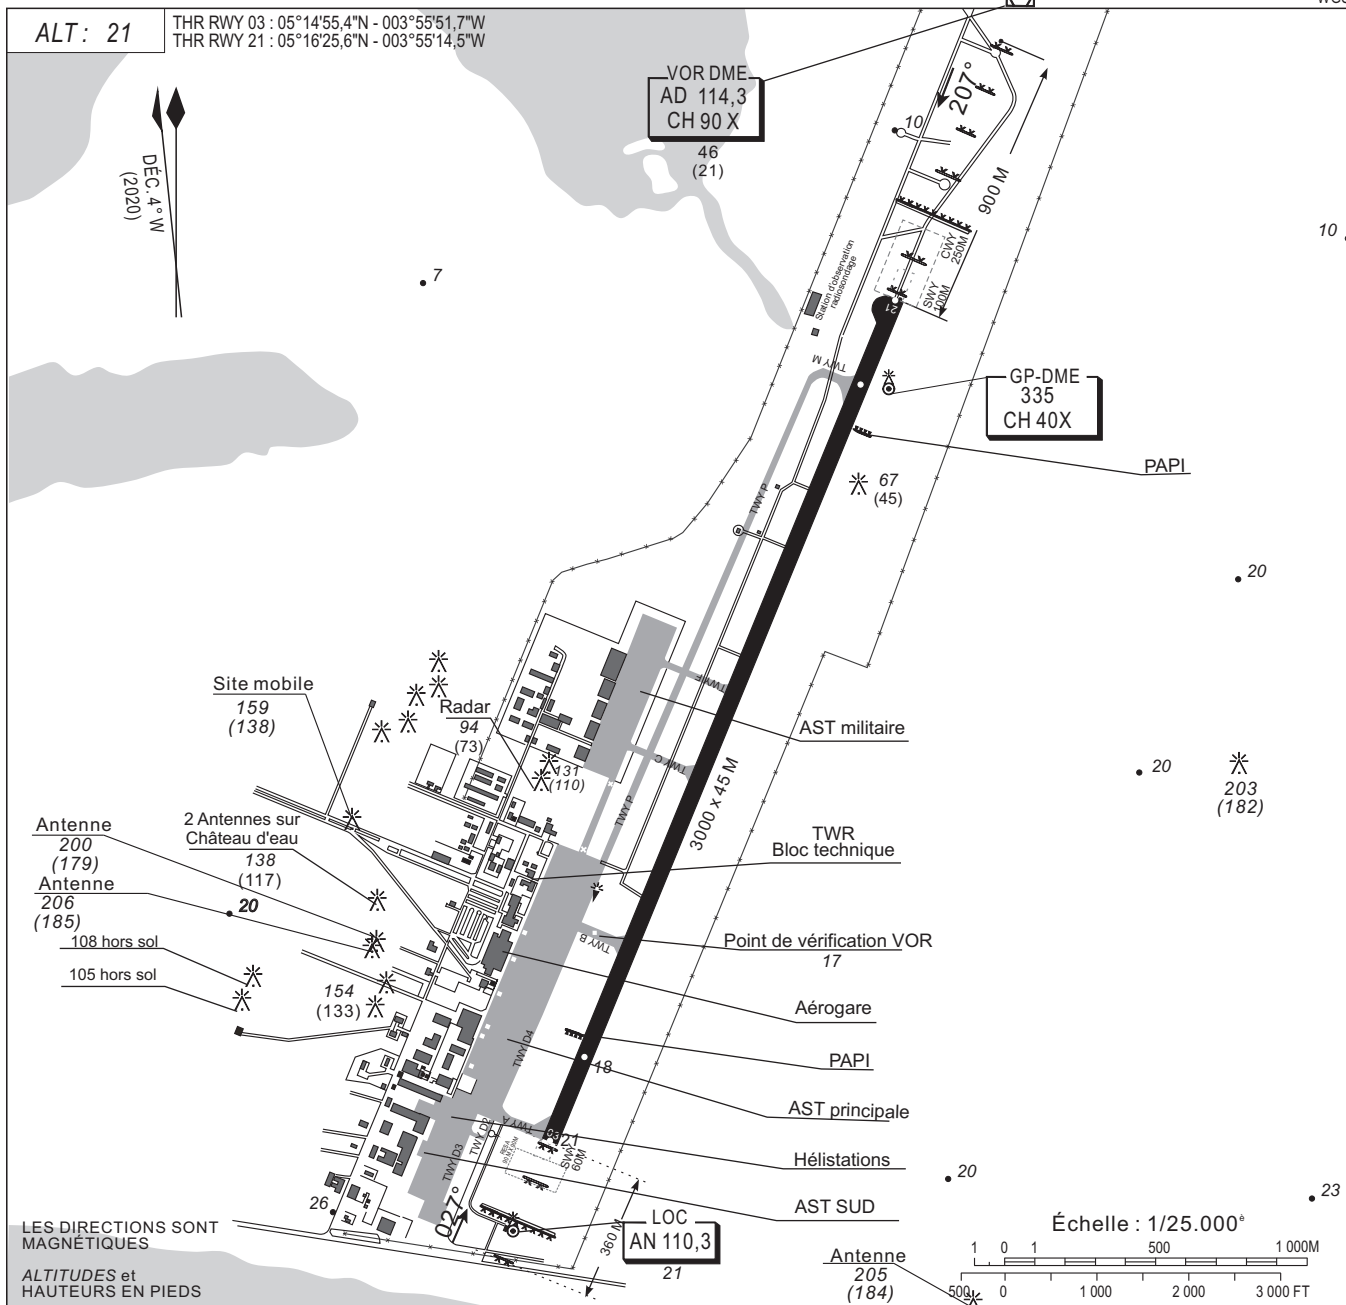 ALT : 21
THR RWY 03 : 05°14'55,4"N - 003°55'51,7"W
THR RWY 21 : 05°16'25,6"N - 003°55'14,5"W
DÉC. 4° W
(2020)
VOR DME
AD 114,3
CH 90 X
46
(21)
207°
10
900 M
10
7
CWY
250M
SWY
100M
Station d'observation
radiosondage
21
TWY M
GP-DME
335
CH 40X
PAPI
67
(45)
TWY P
20
Site mobile
159
(138)
Radar
94
(73)
131
(110)
TWY F
AST militaire
TWY C
20
203
(182)
3000 x 45 M
TWY P
TWR
Bloc technique
Antenne
200
(179)
2 Antennes sur
Château d'eau
138
(117)
Antenne
206
(185)
20
108 hors sol
105 hors sol
154
(133)
TWY B
Point de vérification VOR
17
Aérogare
PAPI
18
TWY D4
AST principale
TWY A
03
21
SWY
60M
RESA
90 M X 90M
TWY D2
TWY D3
Hélistations
AST SUD
20
23
26
027°
360 M
LOC
AN 110,3
21
LES DIRECTIONS SONT
MAGNÉTIQUES
ALTITUDES et
HAUTEURS EN PIEDS
Antenne
205
(184)
Échelle : 1/25.000è
1 0 1 500 1 000M
500 0 1 000 2 000 3 000 FT